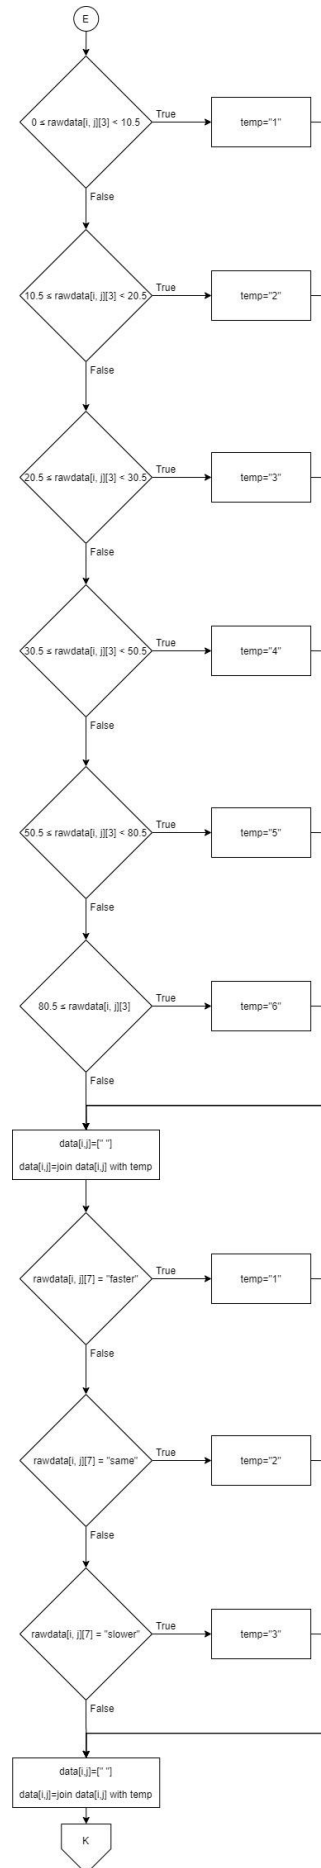 E
0 ≤ rawdata[i, j][3] < 10.5
True
temp="1"
False
10.5 ≤ rawdata[i, j][3] < 20.5
True
temp="2"
False
20.5 ≤ rawdata[i, j][3] < 30.5
True
temp="3"
False
30.5 ≤ rawdata[i, j][3] < 50.5
True
temp="4"
False
50.5 ≤ rawdata[i, j][3] < 80.5
True
temp="5"
False
80.5 ≤ rawdata[i, j][3]
True
temp="6"
False
data[i,j]=[" "]
data[i,j]=join data[i,j] with temp
rawdata[i, j][7] = "faster"
True
temp="1"
False
rawdata[i, j][7] = "same"
True
temp="2"
False
rawdata[i, j][7] = "slower"
True
temp="3"
False
data[i,j]=[" "]
data[i,j]=join data[i,j] with temp
K